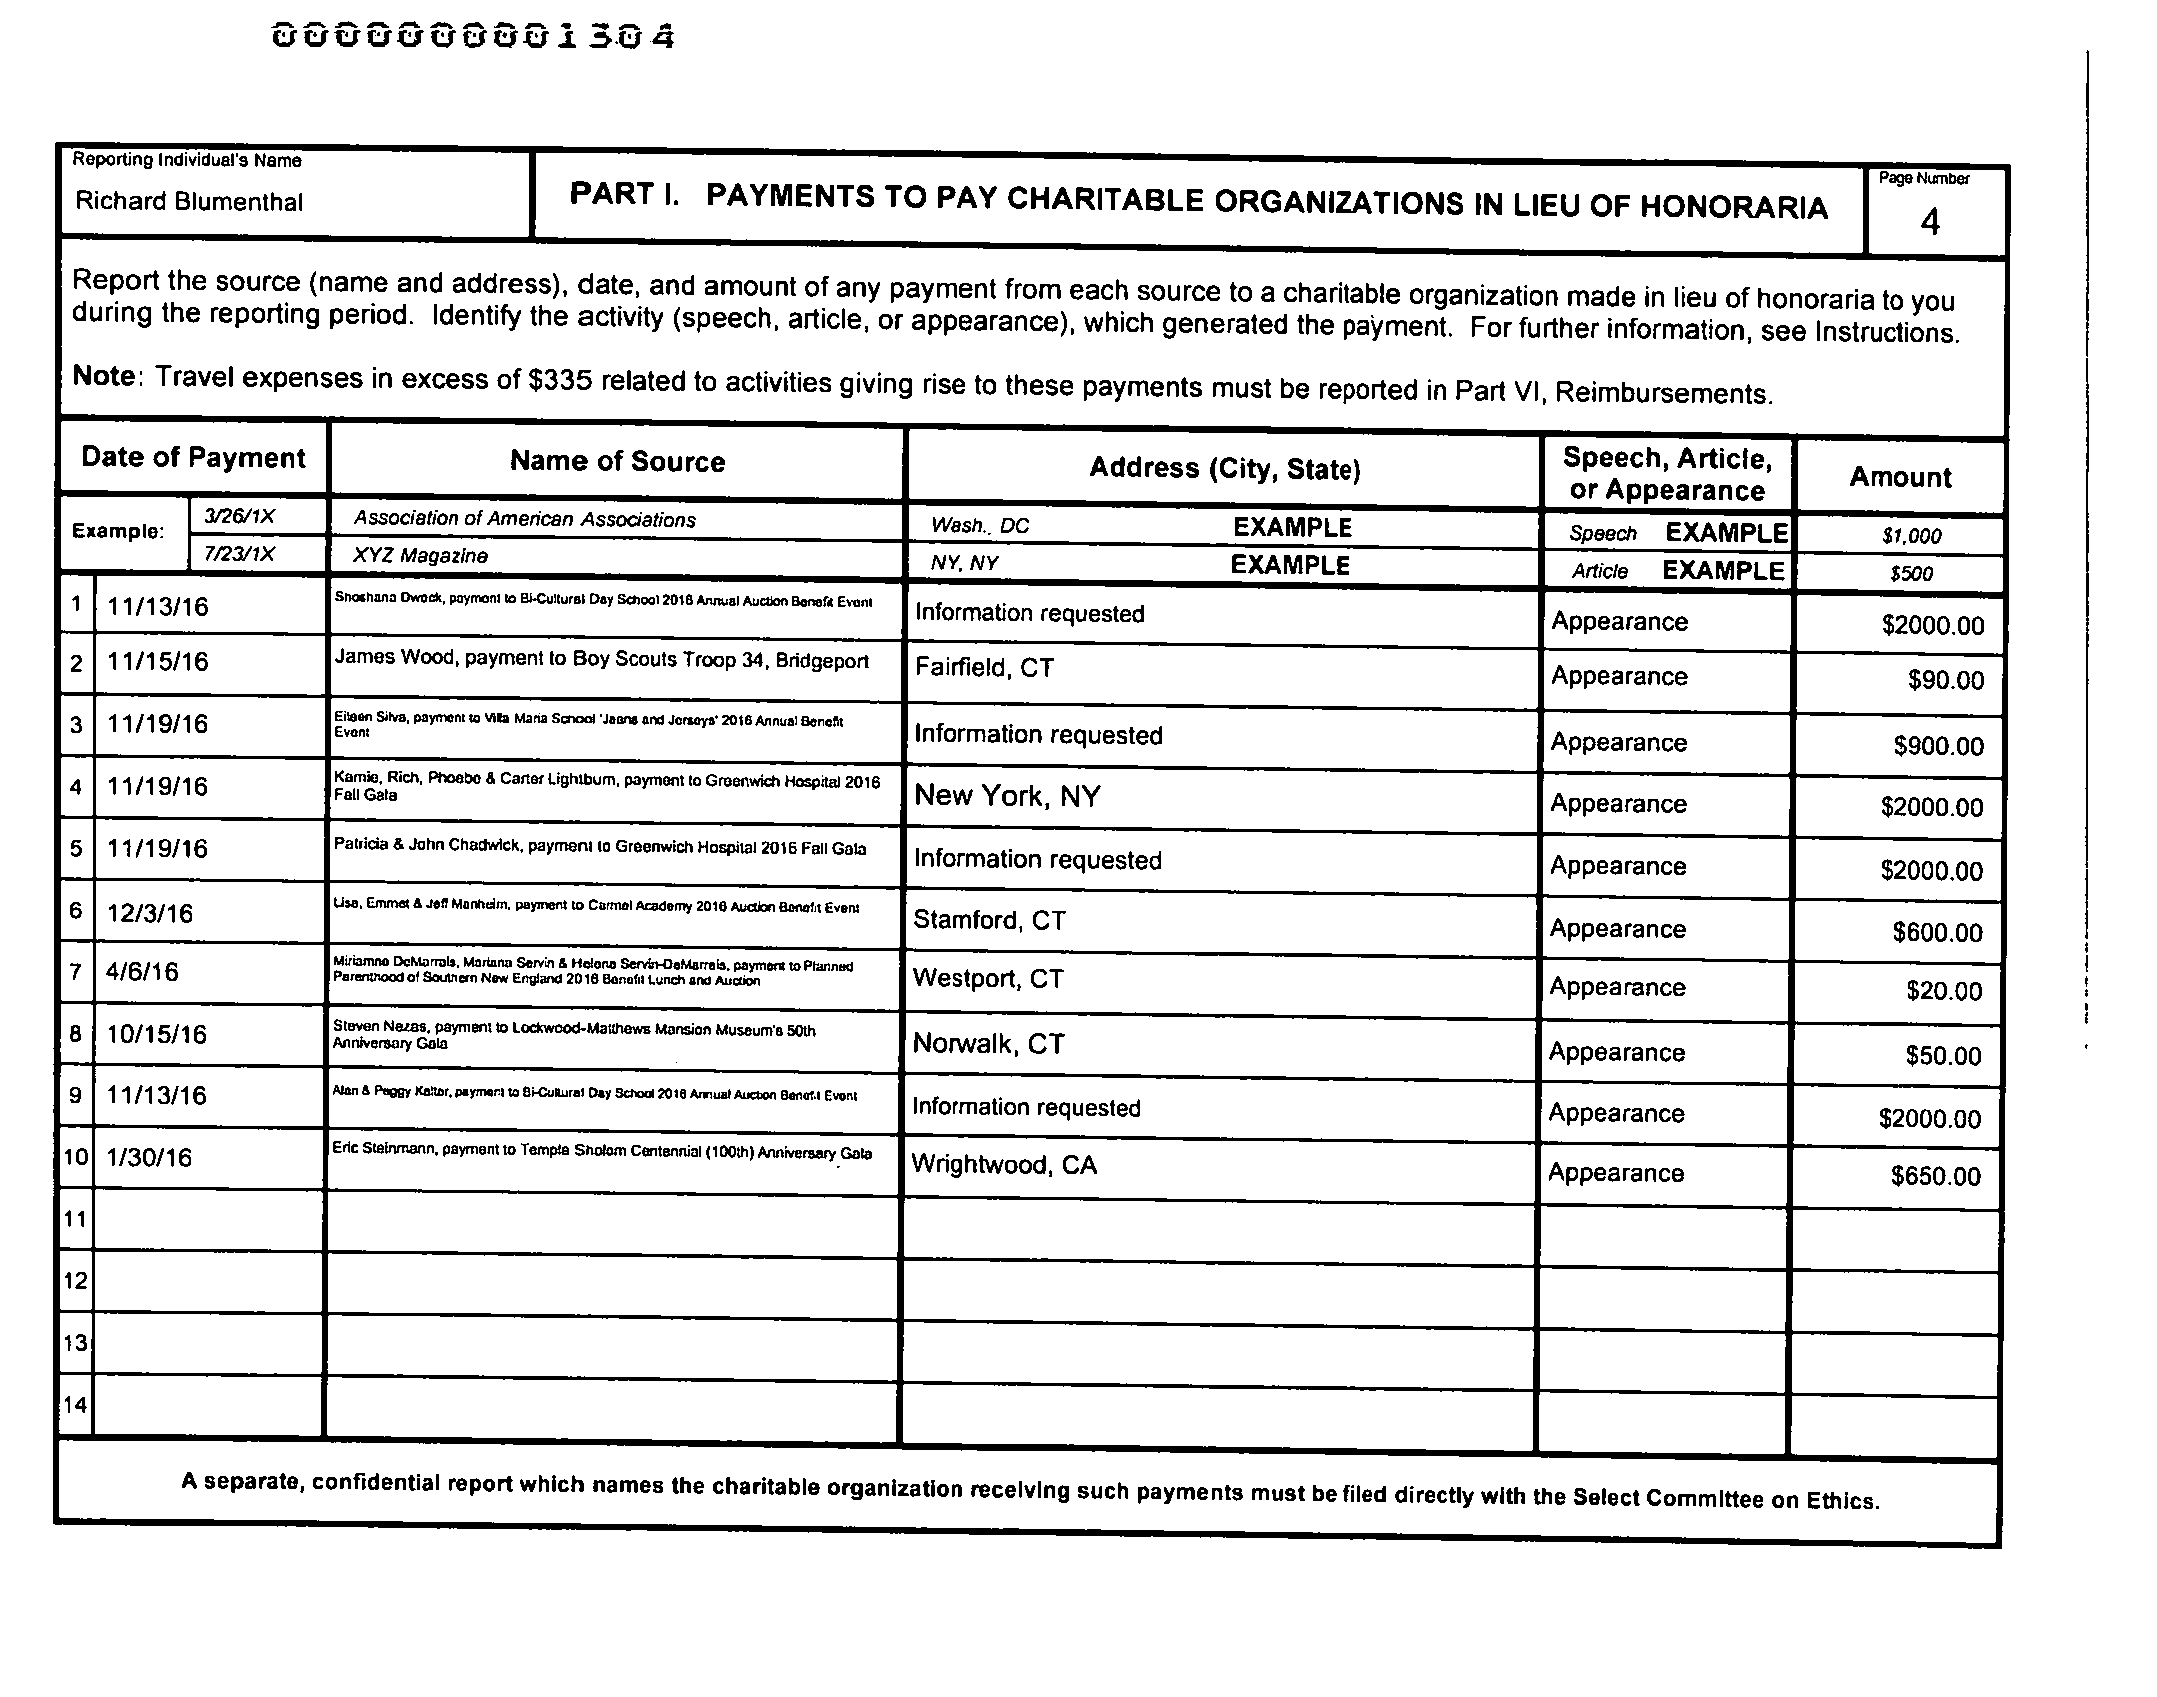 0000000001304
Reporting Individual's Name
Richard Blumenthal
PART I. PAYMENTS TO PAY CHARITABLE ORGANIZATIONS IN LIEU OF HONORARIA
Page Number
4
Report the source (name and address), date, and amount of any payment from each source to a charitable organization made in lieu of honoraria to you
during the reporting period. Identify the activity (speech, article, or appearance), which generated the payment. For further information, see Instructions.
Note: Travel expenses in excess of $335 related to activities giving rise to these payments must be reported in Part VI, Reimbursements.
Date of Payment Name of Source Address (City, State) Speech, Article, or Appearance Amount
Example: 3/26/1X Association of American Associations Wash., DC EXAMPLE Speech EXAMPLE $1,000
7/23/1X XYZ Magazine NY, NY EXAMPLE Article EXAMPLE $500
1 11/13/16 Shoshana Dweck, payment to Bi-Cultural Day School 2016 Annual Auction Benefit Event Information requested Appearance $2000.00
2 11/15/16 James Wood, payment to Boy Scouts Troop 34, Bridgeport Fairfield, CT Appearance $90.00
3 11/19/16 Eileen Silva, payment to Villa Maria School 'Jeans and Jerseys' 2016 Annual Benefit Event Information requested Appearance $900.00
4 11/19/16 Kamie, Rich, Phoebe & Carter Lightburn, payment to Greenwich Hospital 2016 Fall Gala New York, NY Appearance $2000.00
5 11/19/16 Patricia & John Chadwick, payment to Greenwich Hospital 2016 Fall Gala Information requested Appearance $2000.00
6 12/3/16 Lisa, Emmet & Jeff Manheim, payment to Carmel Academy 2016 Auction Benefit Event Stamford, CT Appearance $600.00
7 4/6/16 Miriamne DeMarrais, Mariana Servin & Helena Servin-DeMarrais, payment to Planned Parenthood of Southern New England 2016 Benefit Lunch and Auction Westport, CT Appearance $20.00
8 10/15/16 Steven Nezas, payment to Lockwood-Matthews Mansion Museum's 50th Anniversary Gala Norwalk, CT Appearance $50.00
9 11/13/16 Alan & Peggy Kalter, payment to Bi-Cultural Day School 2016 Annual Auction Benefit Event Information requested Appearance $2000.00
10 1/30/16 Eric Steinmann, payment to Temple Sholom Centennial (100th) Anniversary Gala Wrightwood, CA Appearance $650.00
11
12
13
14
A separate, confidential report which names the charitable organization receiving such payments must be filed directly with the Select Committee on Ethics.